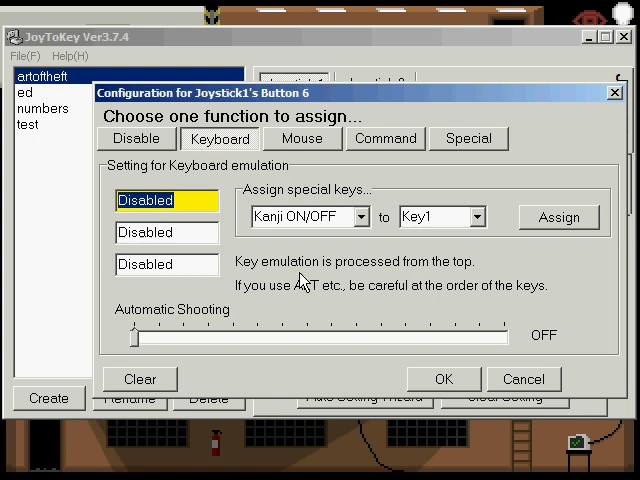 JoyToKey Ver3.7.4
File(F) Help(H)
artoftheft
ed
numbers
test
Configuration for Joystick1's Button 6
Choose one function to assign...
Disable Keyboard Mouse Command Special
Setting for Keyboard emulation
Disabled
Disabled
Disabled
Assign special keys...
Kanji ON/OFF to Key1 Assign
Key emulation is processed from the top.
If you use ALT etc., be careful at the order of the keys.
Automatic Shooting
OFF
Clear OK Cancel
Create Rename Delete